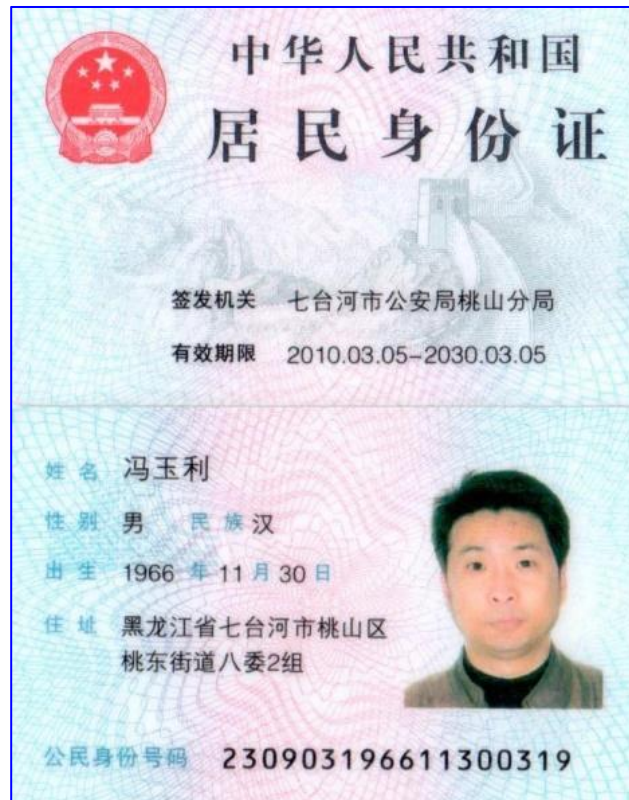 中华人民共和国
居民身份证
签发机关 七台河市公安局桃山分局
有效期限 2010.03.05-2030.03.05
姓名 冯玉利
性别 男 民族 汉
出生 1966 年 11 月 30 日
住址 黑龙江省七台河市桃山区
桃东街道八委2组
公民身份号码 230903196611300319